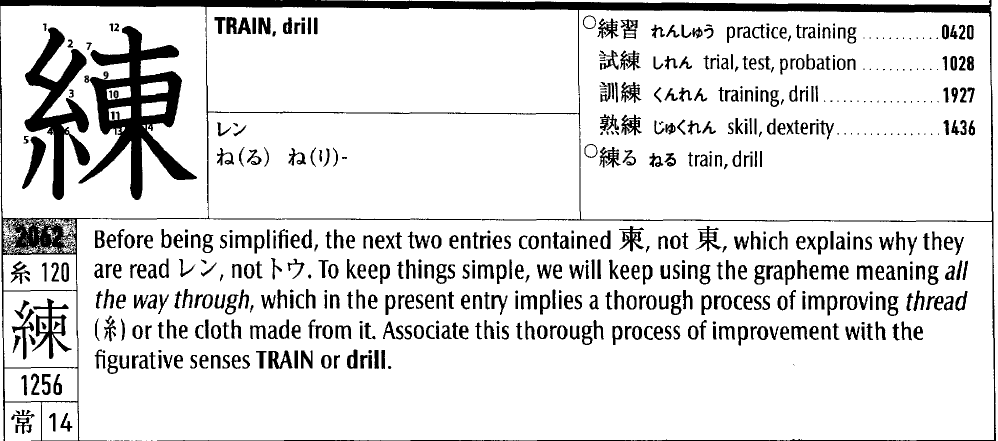 練
1 2 3 4 5 6 7 8 9 10 11 12 13 14
TRAIN, drill
レン
ね(る) ね(り)-
○練習 れんしゅう practice, training ............0420
試練 しれん trial, test, probation .............1028
訓練 くんれん training, drill ..................1927
熟練 じゅくれん skill, dexterity ................1436
○練る ねる train, drill
2062
糸 120
練
1256
常 14
Before being simplified, the next two entries contained 柬, not 東, which explains why they
are read レン, not トウ. To keep things simple, we will keep using the grapheme meaning all
the way through, which in the present entry implies a thorough process of improving thread
(糸) or the cloth made from it. Associate this thorough process of improvement with the
figurative senses TRAIN or drill.